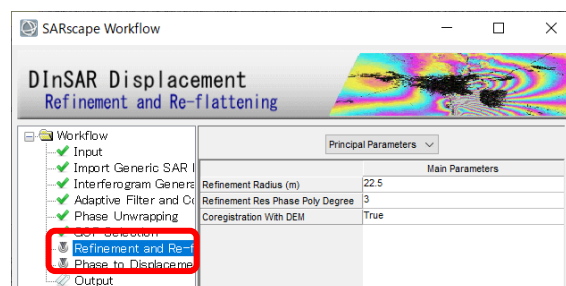 SARscape Workflow
DInSAR Displacement
Refinement and Re-flattening
Workflow
Input
Import Generic SAR
Interferogram Genera
Adaptive Filter and
Phase Unwrapping
GCP Selection
Refinement and Re-f
Phase to Displaceme
Output
Principal Parameters
Main Parameters
Refinement Radius (m) 22.5
Refinement Res Phase Poly Degree 3
Coregistration With DEM True